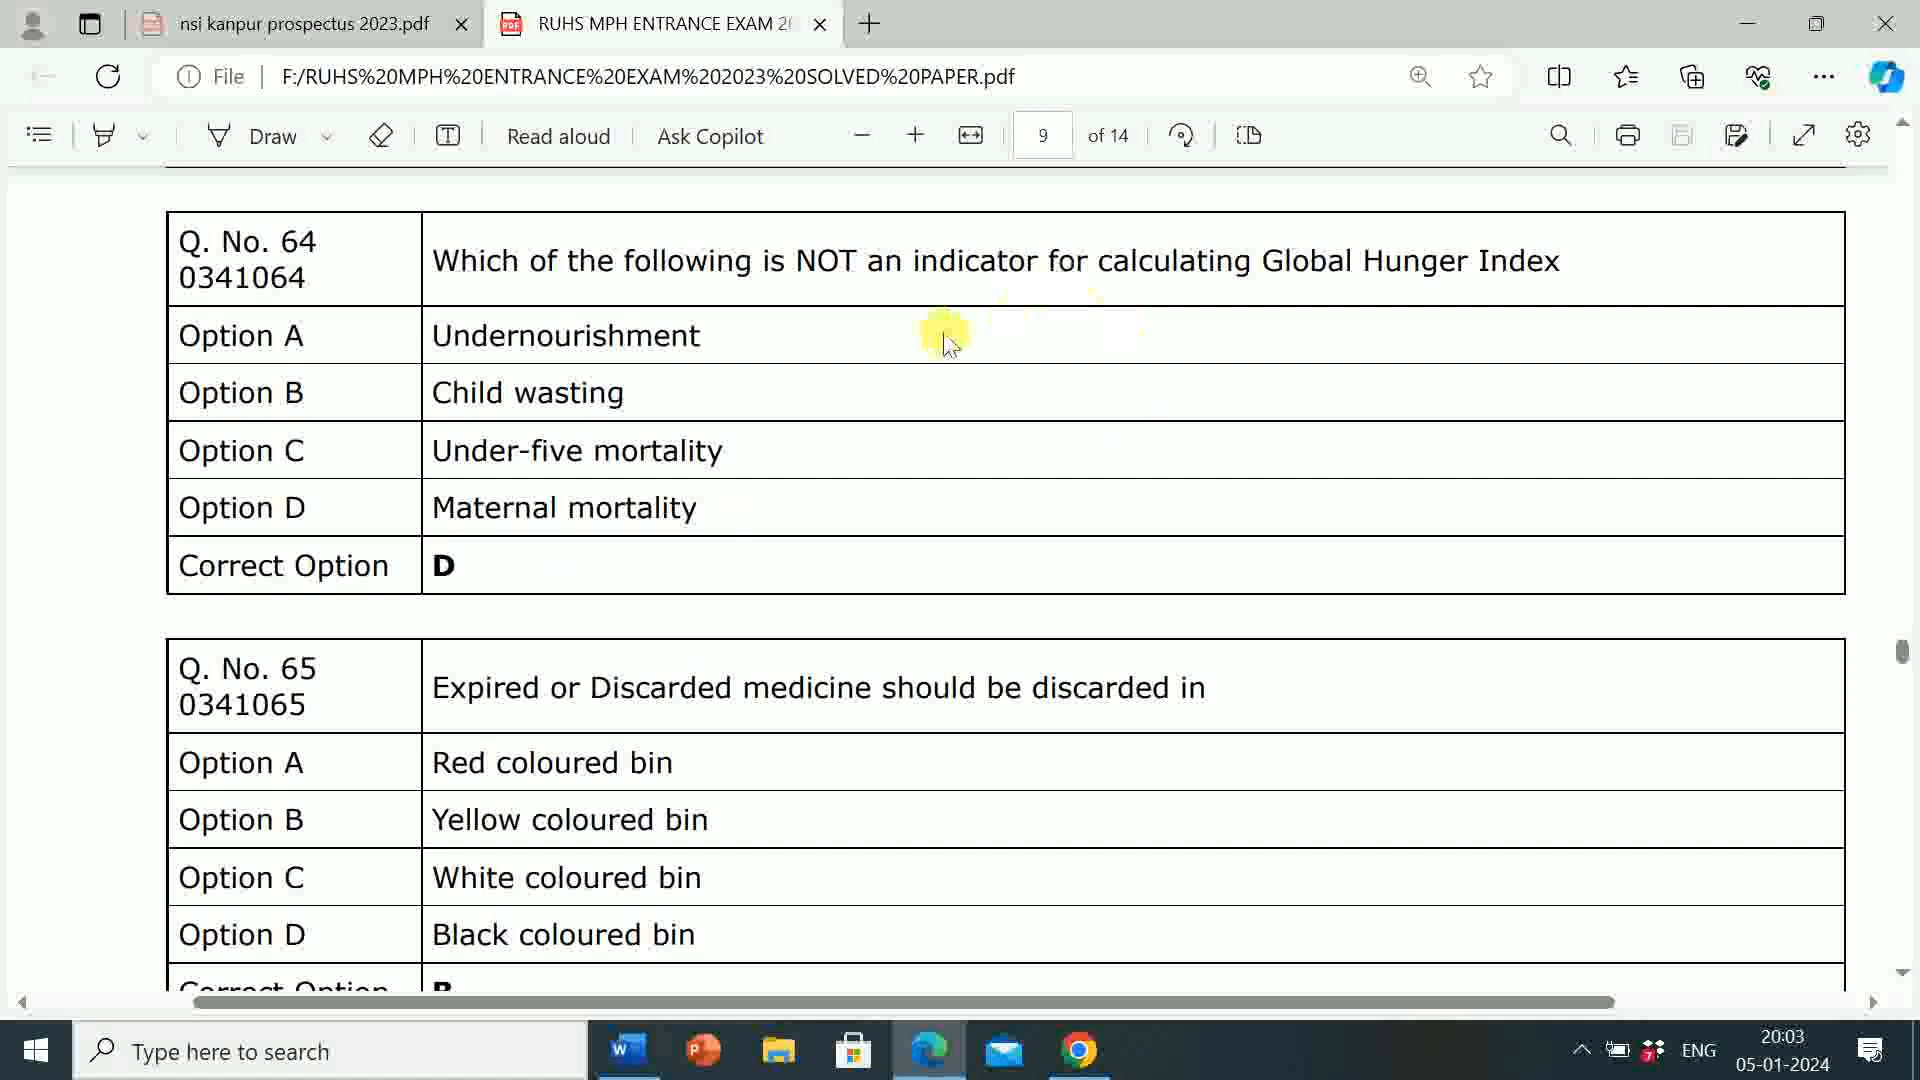 nsi kanpur prospectus 2023.pdf
RUHS MPH ENTRANCE EXAM 20
File
F:/RUHS%20MPH%20ENTRANCE%20EXAM%202023%20SOLVED%20PAPER.pdf
Draw
Read aloud
Ask Copilot
9 of 14
Q. No. 64
0341064
Which of the following is NOT an indicator for calculating Global Hunger Index
Option A Undernourishment
Option B Child wasting
Option C Under-five mortality
Option D Maternal mortality
Correct Option D
Q. No. 65
0341065
Expired or Discarded medicine should be discarded in
Option A Red coloured bin
Option B Yellow coloured bin
Option C White coloured bin
Option D Black coloured bin
Correct Option B
Type here to search
ENG
20:03
05-01-2024